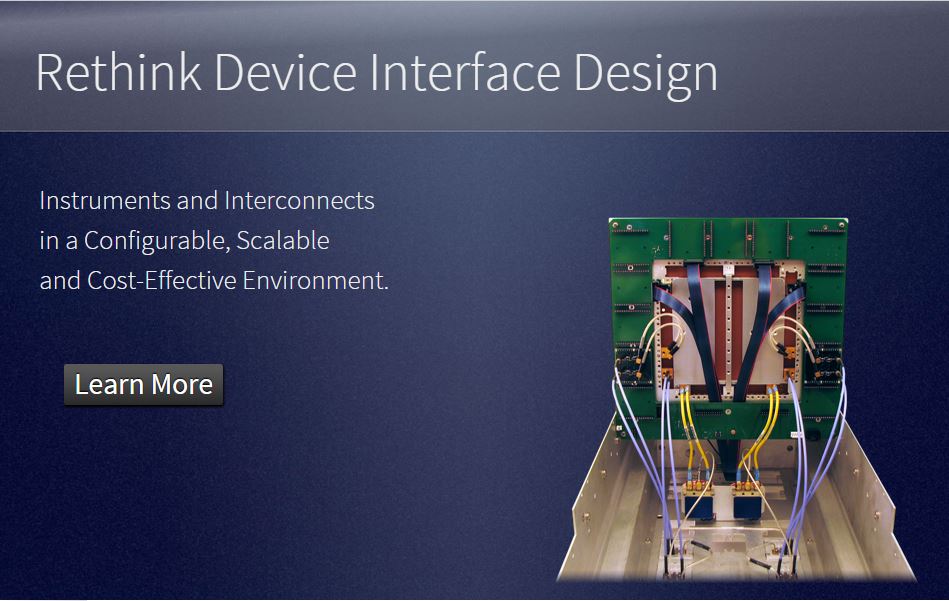 Rethink Device Interface Design
Instruments and Interconnects
in a Configurable, Scalable
and Cost-Effective Environment.
Learn More